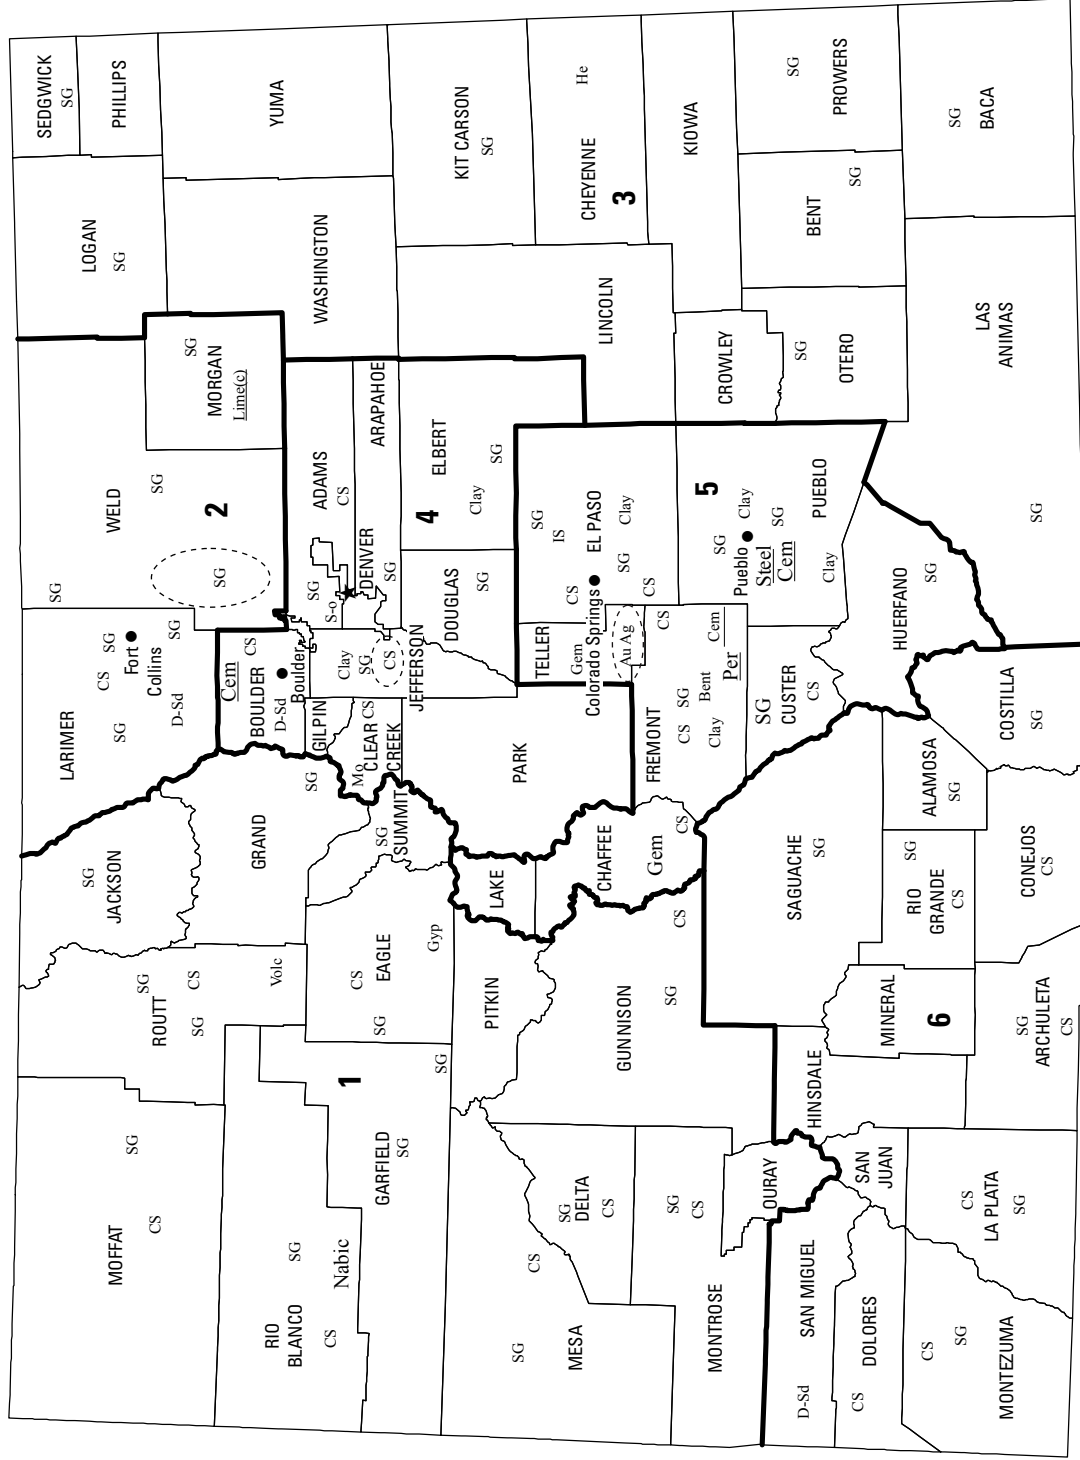 MOFFAT
SG
CS
ROUTT
SG
CS
SG
Volc
JACKSON
SG
LARIMER
SG
CS
SG
Fort
Collins
SG
D-Sd
WELD
SG
SG
SG
2
MORGAN
SG
Lime(c)
LOGAN
SG
SEDGWICK
SG
PHILLIPS
YUMA
WASHINGTON
RIO
BLANCO
SG
CS
Nabic
GRAND
SG
BOULDER
Cem
CS
D-Sd
Boulder
GILPIN
CLEAR
CREEK
Mo
CS
JEFFERSON
Clay
SG
CS
ADAMS
CS
SG
S-o
DENVER
SG
ARAPAHOE
GARFIELD
SG
SG
1
EAGLE
CS
SG
Gyp
SUMMIT
SG
PARK
DOUGLAS
SG
ELBERT
SG
Clay
4
LINCOLN
KIT CARSON
SG
CHEYENNE
He
3
MESA
SG
CS
PITKIN
LAKE
DELTA
SG
CS
GUNNISON
SG
CS
CHAFFEE
CS
Gem
TELLER
Gem
Au Ag
Colorado Springs
EL PASO
SG
IS
CS
Clay
SG
CS
KIOWA
CROWLEY
MONTROSE
SG
CS
OURAY
FREMONT
CS
CS
SG
Bent
Clay
Cem
Per
CUSTER
SG
CS
PUEBLO
5
SG
Pueblo
Clay
Steel
SG
Cem
Clay
OTERO
SG
BENT
SG
PROWERS
SG
BACA
SG
LAS
ANIMAS
SG
HUERFANO
SG
SAN MIGUEL
D-Sd
DOLORES
CS
SAN
JUAN
HINSDALE
MINERAL
6
SAGUACHE
SG
RIO
GRANDE
SG
CS
ALAMOSA
SG
COSTILLA
SG
CONEJOS
CS
ARCHULETA
SG
CS
LA PLATA
CS
SG
MONTEZUMA
CS
SG